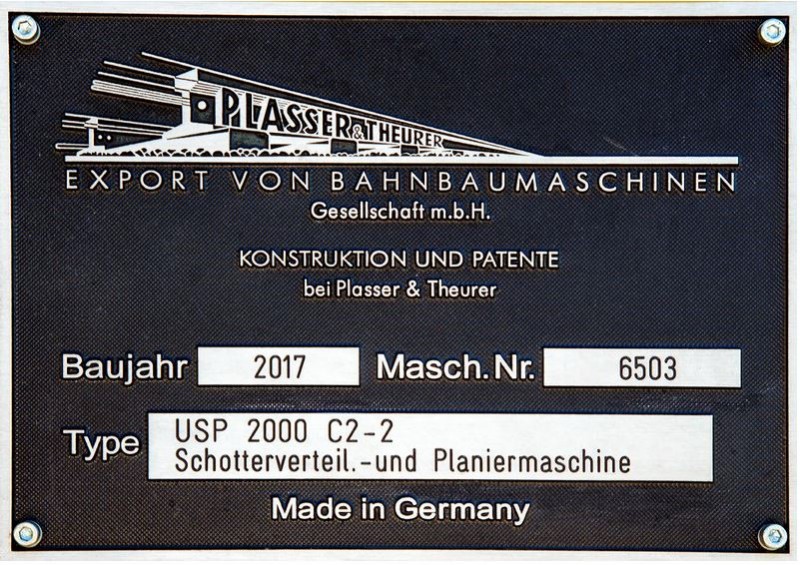 PLASSER & THEURER
EXPORT VON BAHNBAUMASCHINEN
Gesellschaft m.b.H.
KONSTRUKTION UND PATENTE
bei Plasser & Theurer
Baujahr 2017 Masch.Nr. 6503
Type USP 2000 C2-2
Schotterverteil.-und Planiermaschine
Made in Germany